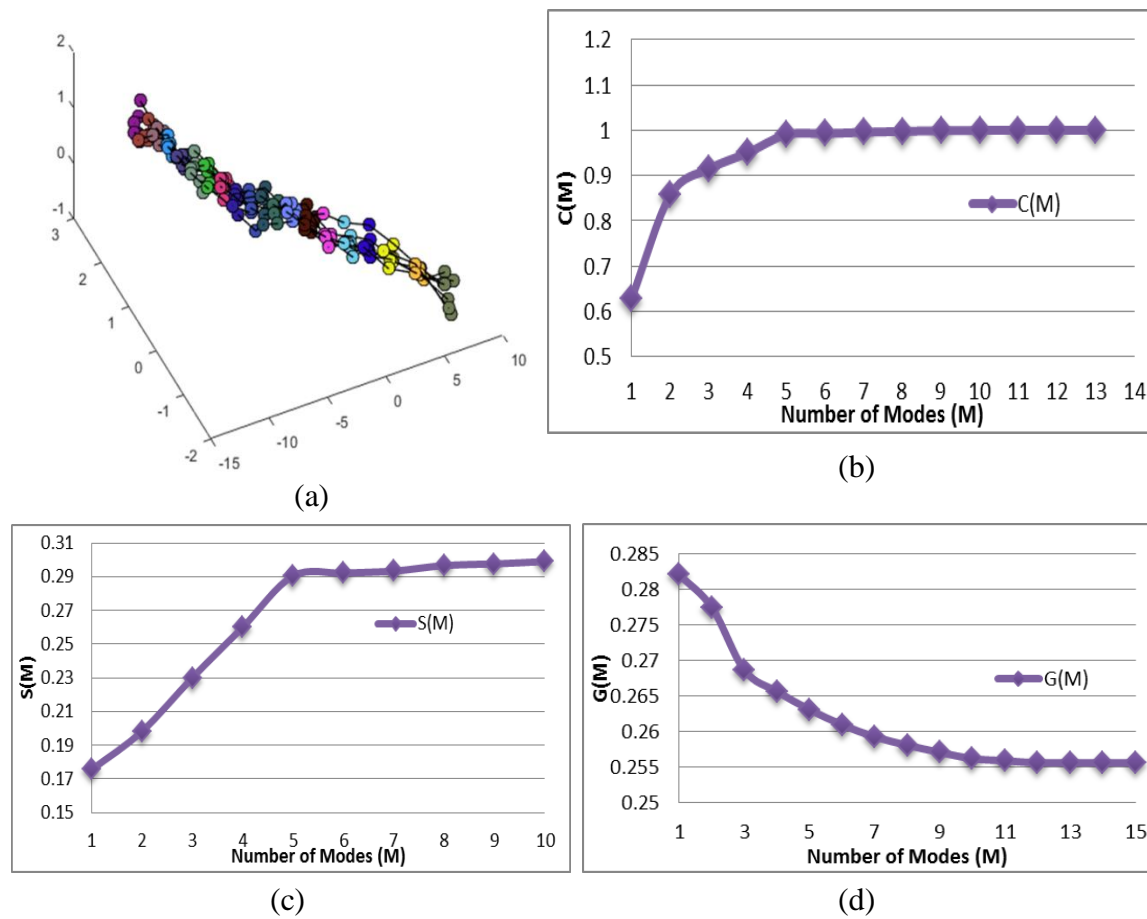 2
1
0
-1
3
2
1
0
-1
-2
-15
-10
-5
0
5
10
(a)
1.2
1.1
1
0.9
0.8
0.7
0.6
0.5
C(M)
C(M)
1 2 3 4 5 6 7 8 9 10 11 12 13 14
Number of Modes (M)
(b)
0.31
0.29
0.27
0.25
0.23
0.21
0.19
0.17
0.15
S(M)
S(M)
1 2 3 4 5 6 7 8 9 10
Number of Modes (M)
(c)
0.285
0.28
0.275
0.27
0.265
0.26
0.255
0.25
G(M)
G(M)
1 3 5 7 9 11 13 15
Number of Modes (M)
(d)